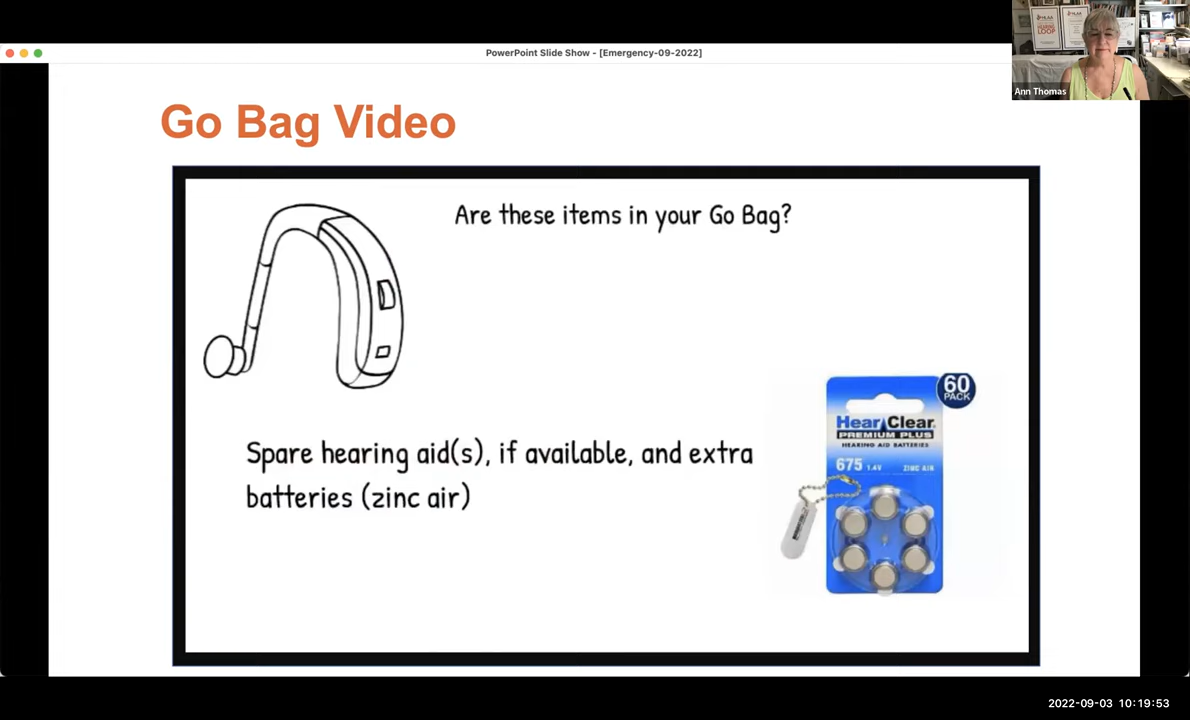 PowerPoint Slide Show - [Emergency-09-2022]
Ann Thomas
Go Bag Video
Are these items in your Go Bag?
60
PACK
Hear Clear
PREMIUM PLUS
HEARING AID BATTERIES
675 1.4V ZINC AIR
Spare hearing aid(s), if available, and extra
batteries (zinc air)
2022-09-03 10:19:53